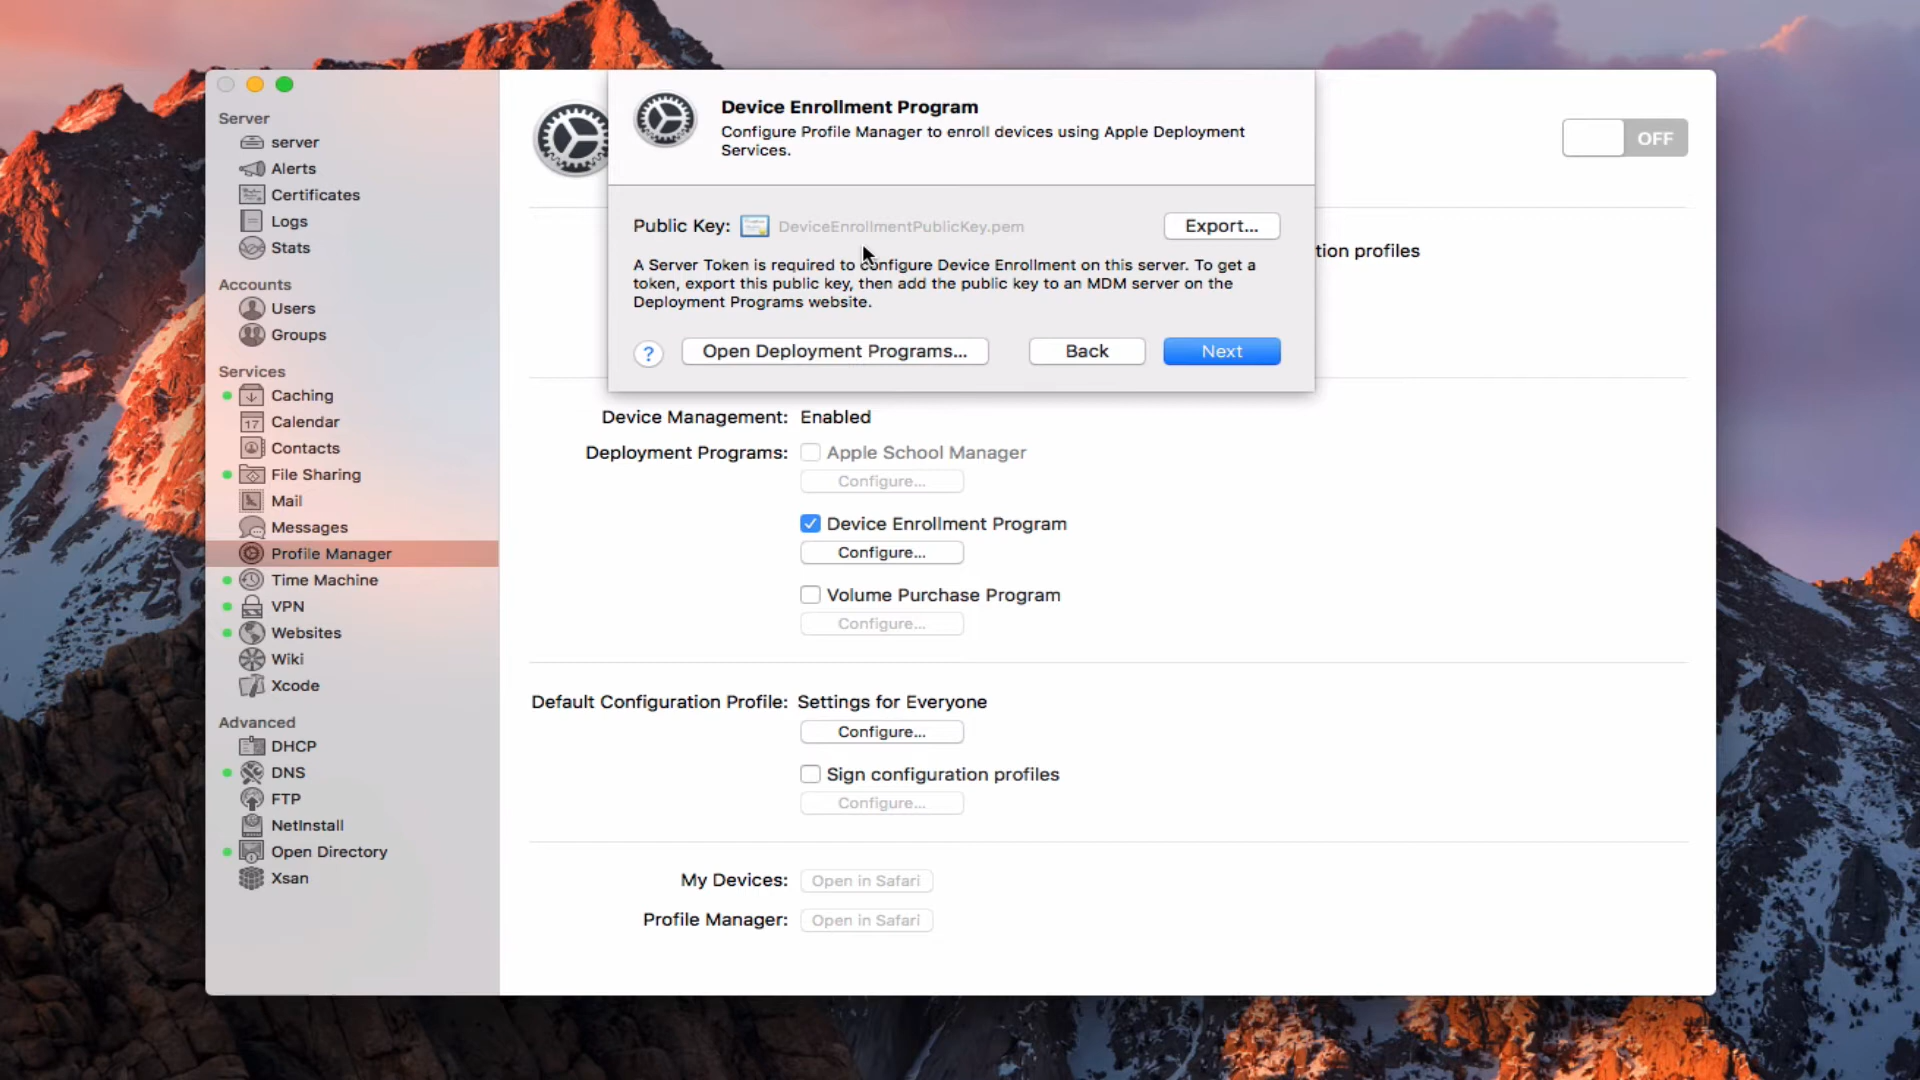 Server
server
Alerts
Certificates
Logs
Stats
Accounts
Users
Groups
Services
Caching
17
Calendar
Contacts
File Sharing
Mail
Messages
Profile Manager
Time Machine
VPN
Websites
Wiki
Xcode
Advanced
DHCP
DNS
FTP
NetInstall
Open Directory
Xsan
Device Enrollment Program
Configure Profile Manager to enroll devices using Apple Deployment
Services.
OFF
Public Key: DeviceEnrollmentPublicKey.pem Export...
tion profiles
A Server Token is required to configure Device Enrollment on this server. To get a
token, export this public key, then add the public key to an MDM server on the
Deployment Programs website.
? Open Deployment Programs... Back Next
Device Management: Enabled
Deployment Programs: Apple School Manager
Configure...
Device Enrollment Program
Configure...
Volume Purchase Program
Configure...
Default Configuration Profile: Settings for Everyone
Configure...
Sign configuration profiles
Configure...
My Devices: Open in Safari
Profile Manager: Open in Safari